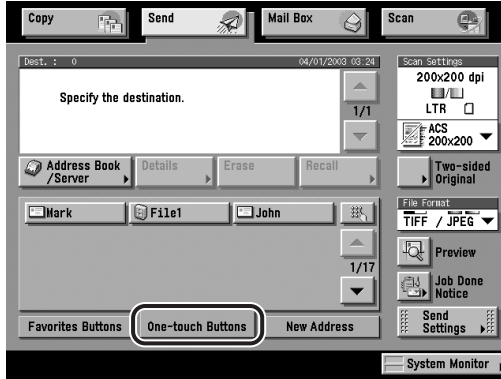 Copy Send Mail Box Scan
Dest. : 0 04/01/2003 03:24
Specify the destination.
1/1
Address Book
/Server
Details Erase Recall
Mark File1 John
1/17
Favorites Buttons One-touch Buttons New Address
Scan Settings
200x200 dpi
LTR
ACS
200x200
Two-sided
Original
File Format
TIFF / JPEG
Preview
Job Done
Notice
Send
Settings
System Monitor